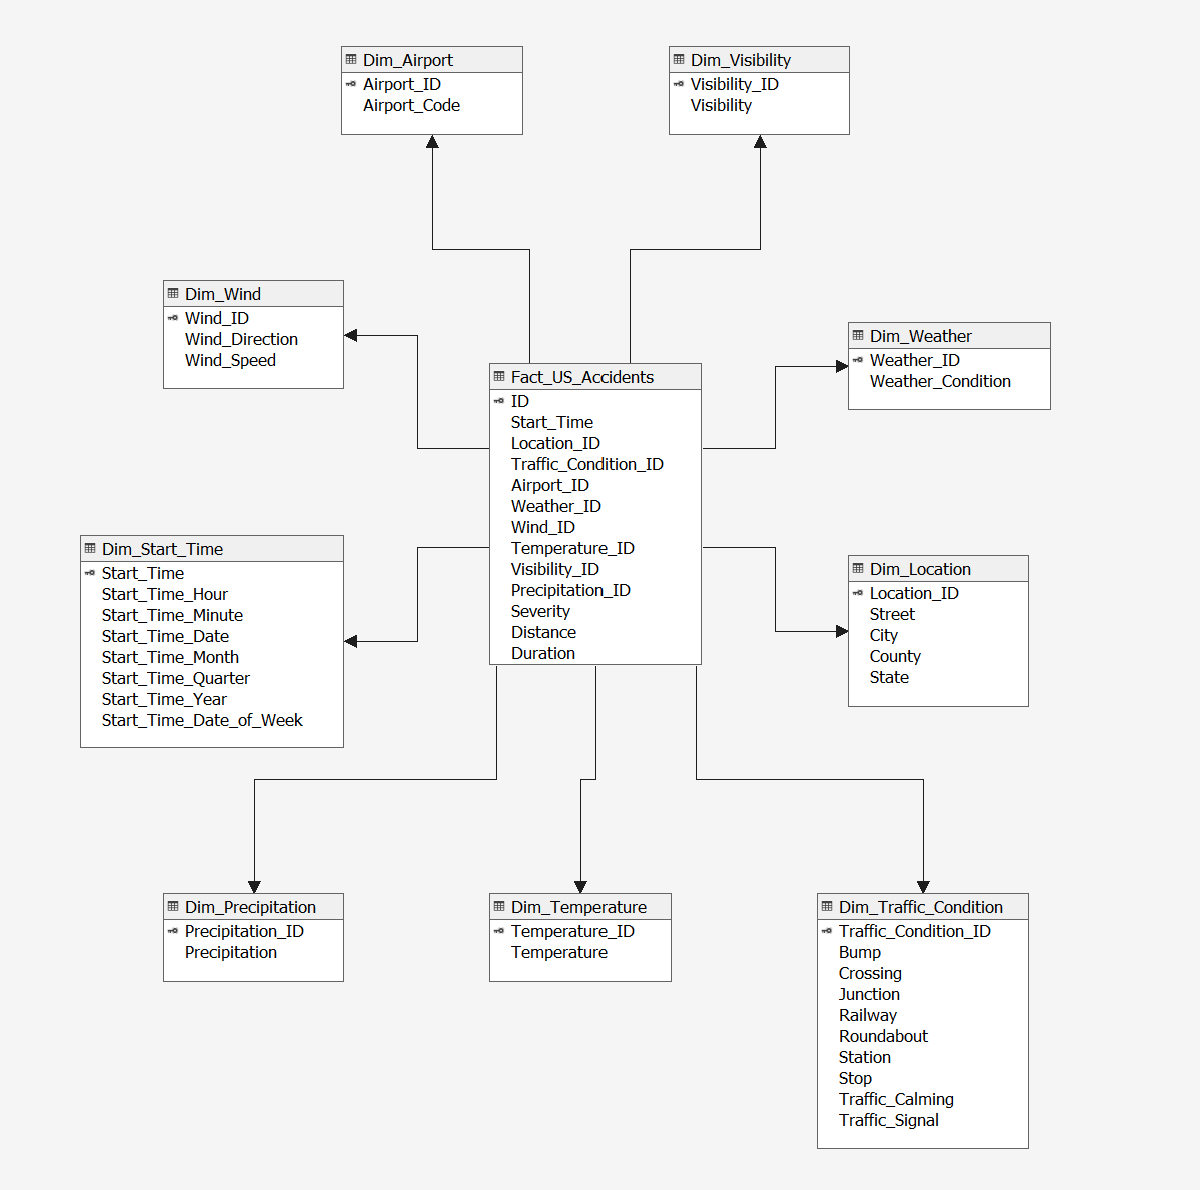 Dim_Airport
Airport_ID
Airport_Code
Dim_Visibility
Visibility_ID
Visibility
Dim_Wind
Wind_ID
Wind_Direction
Wind_Speed
Dim_Weather
Weather_ID
Weather_Condition
Fact_US_Accidents
ID
Start_Time
Location_ID
Traffic_Condition_ID
Airport_ID
Weather_ID
Wind_ID
Temperature_ID
Visibility_ID
Precipitation_ID
Severity
Distance
Duration
Dim_Start_Time
Start_Time
Start_Time_Hour
Start_Time_Minute
Start_Time_Date
Start_Time_Month
Start_Time_Quarter
Start_Time_Year
Start_Time_Date_of_Week
Dim_Location
Location_ID
Street
City
County
State
Dim_Precipitation
Precipitation_ID
Precipitation
Dim_Temperature
Temperature_ID
Temperature
Dim_Traffic_Condition
Traffic_Condition_ID
Bump
Crossing
Junction
Railway
Roundabout
Station
Stop
Traffic_Calming
Traffic_Signal